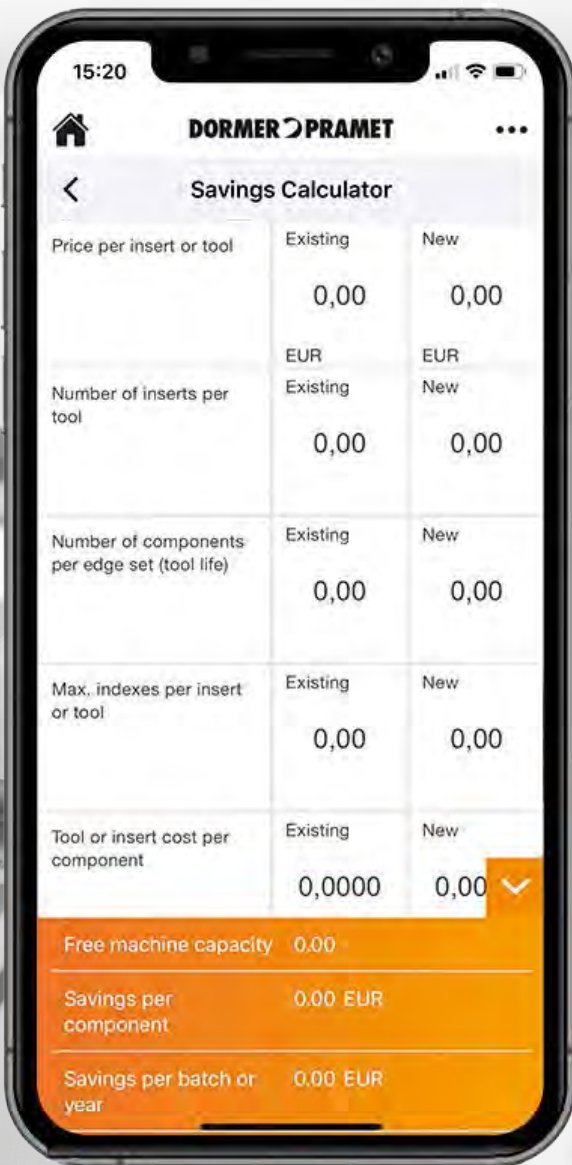 15:20
DORMER PRAMET
Savings Calculator
Price per insert or tool
Existing
New
0,00
0,00
EUR
EUR
Number of inserts per
tool
Existing
New
0,00
0,00
Number of components
per edge set (tool life)
Existing
New
0,00
0,00
Max. indexes per insert
or tool
Existing
New
0,00
0,00
Tool or insert cost per
component
Existing
New
0,0000
0,00
Free machine capacity 0.00
Savings per
component
0.00 EUR
Savings per batch or
year
0.00 EUR